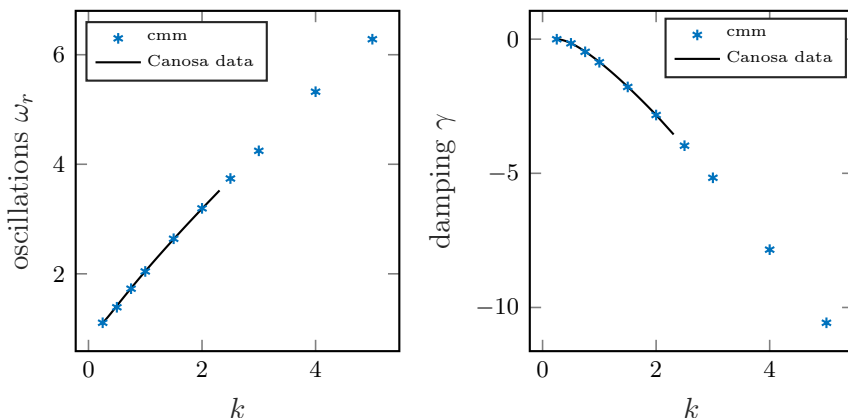 cmm
Canosa data
6
4
2
oscillations ω_r
0 2 4
k
cmm
Canosa data
0
−5
−10
damping γ
0 2 4
k